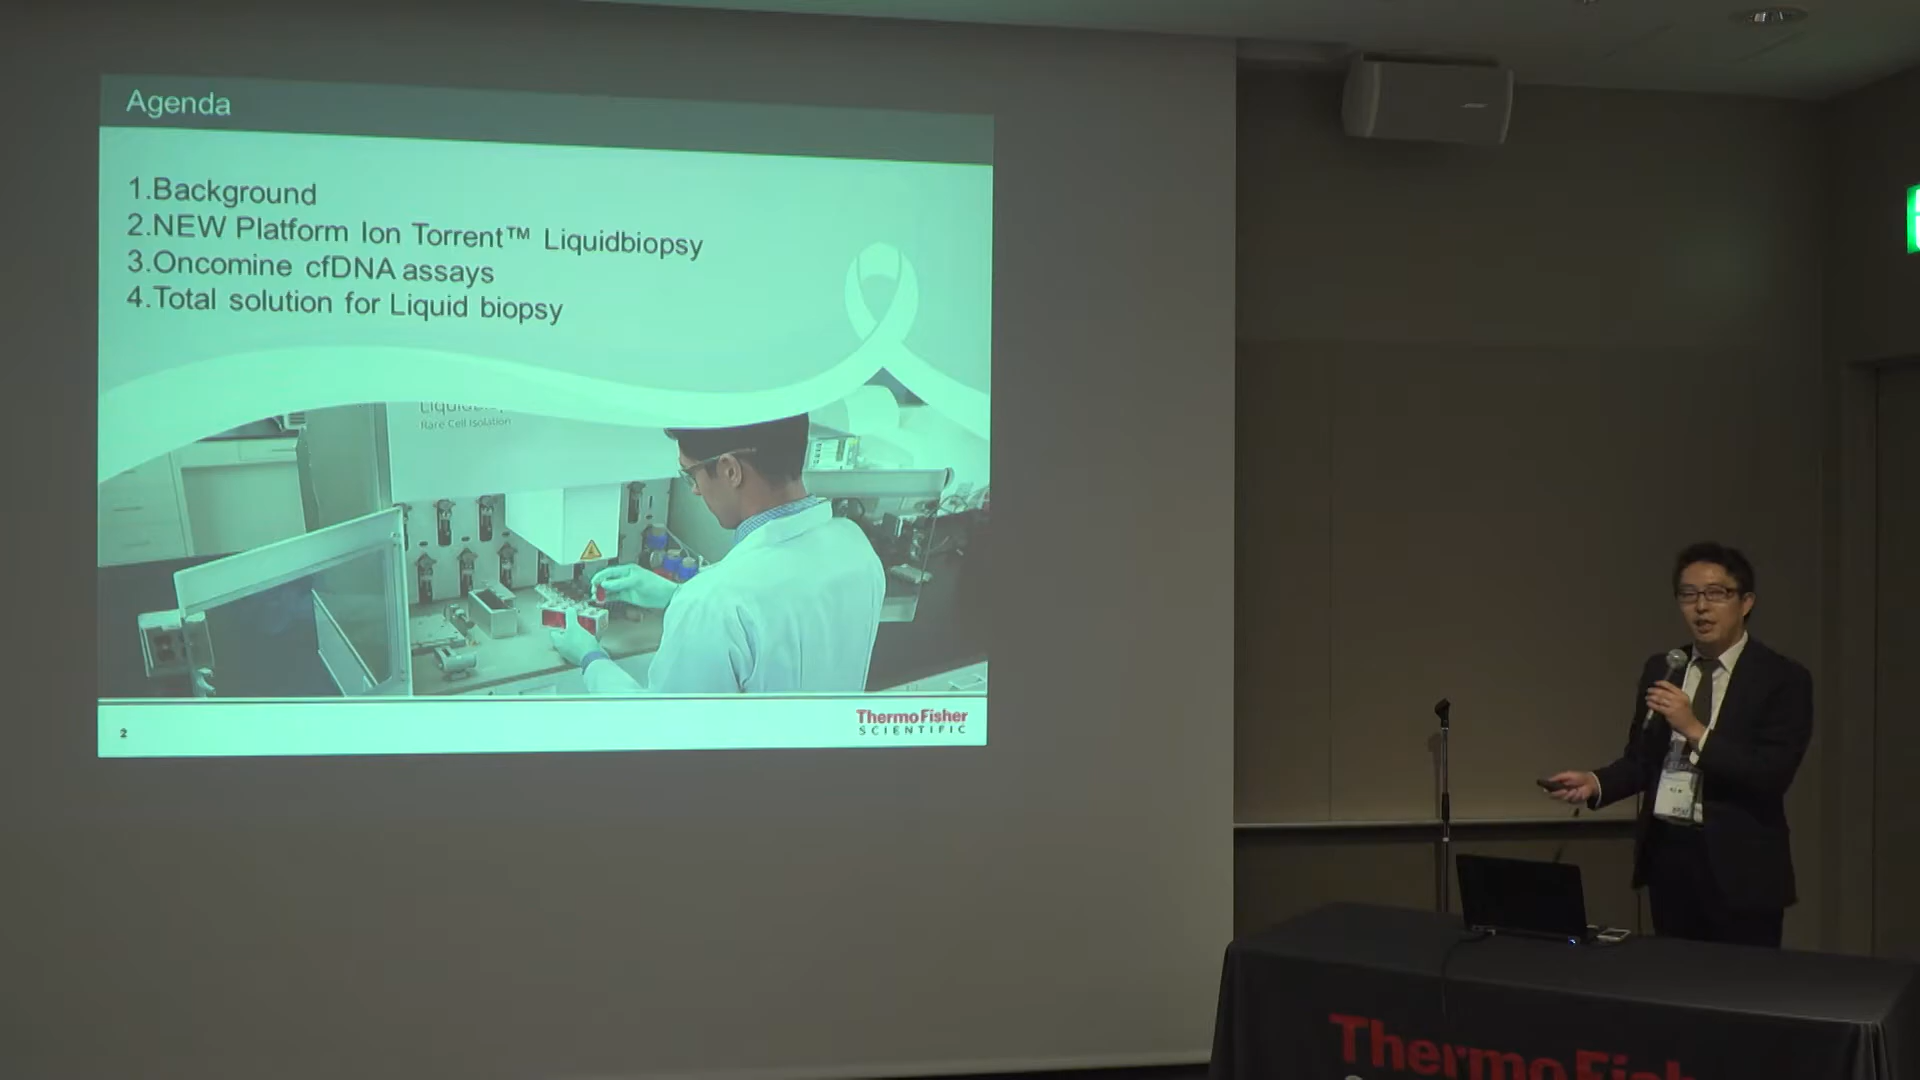 Agenda
1.Background
2.NEW Platform Ion Torrent™ Liquidbiopsy
3.Oncomine cfDNA assays
4.Total solution for Liquid biopsy
Rare Cell Isolation
2
ThermoFisher
SCIENTIFIC
BOSE